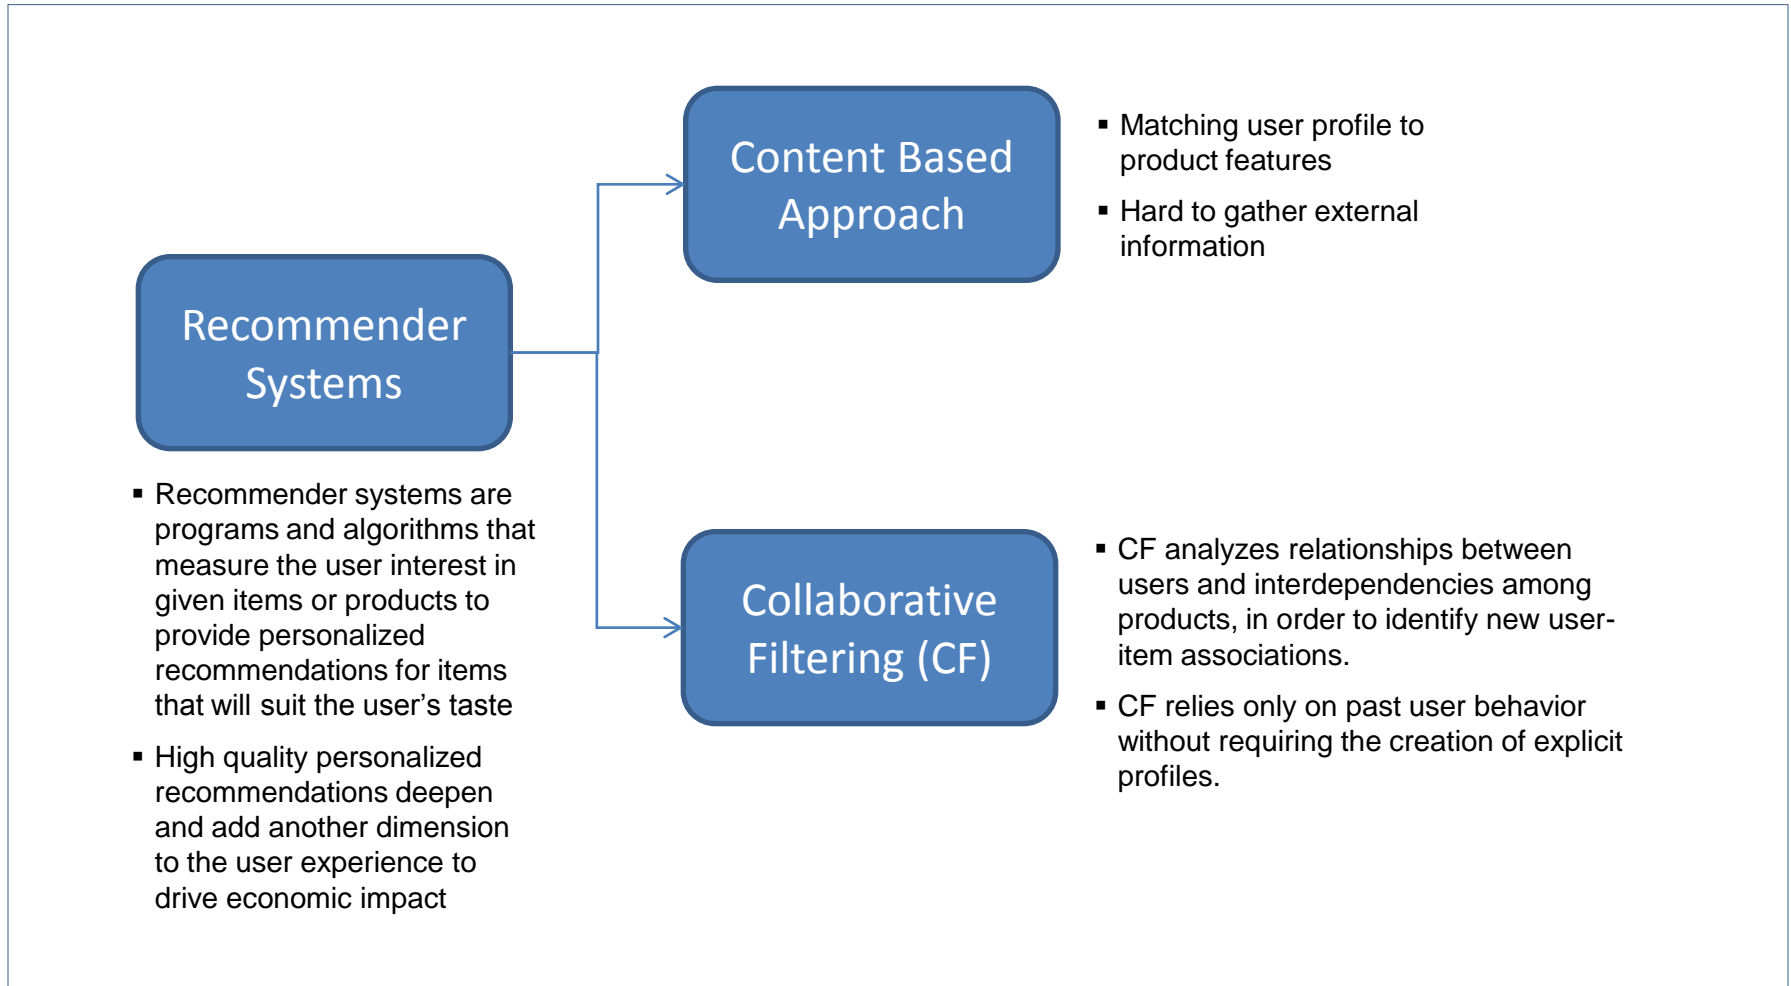 Recommender
Systems
▪ Recommender systems are
programs and algorithms that
measure the user interest in
given items or products to
provide personalized
recommendations for items
that will suit the user’s taste
▪ High quality personalized
recommendations deepen
and add another dimension
to the user experience to
drive economic impact
Content Based
Approach
▪ Matching user profile to
product features
▪ Hard to gather external
information
Collaborative
Filtering (CF)
▪ CF analyzes relationships between
users and interdependencies among
products, in order to identify new user-
item associations.
▪ CF relies only on past user behavior
without requiring the creation of explicit
profiles.